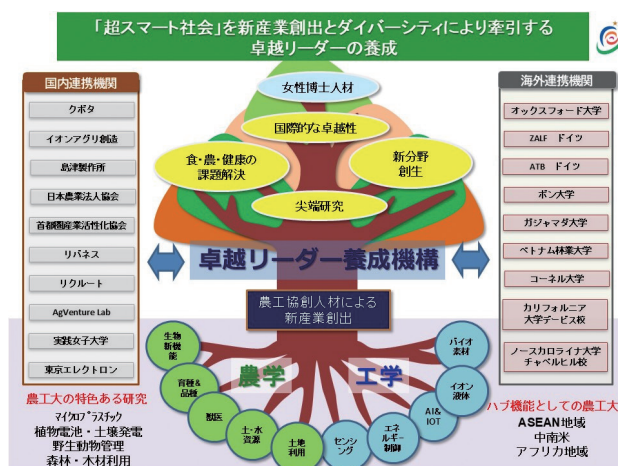 「超スマート社会」を新産業創出とダイバーシティにより牽引する
卓越リーダーの養成
国内連携機関
クボタ
イオンアグリ創造
島津製作所
日本農業法人協会
首都圏産業活性化協会
リバネス
リクルート
AgVenture Lab
実践女子大学
東京エレクトロン
女性博士人材
国際的な卓越性
食・農・健康の
課題解決
新分野
創生
尖端研究
卓越リーダー養成機構
農工協創人材による
新産業創出
海外連携機関
オックスフォード大学
ZALF ドイツ
ATB ドイツ
ボン大学
ガジャマダ大学
ベトナム林業大学
コーネル大学
カリフォルニア
大学デービス校
ノースカロライナ大学
チャペルヒル校
農学
工学
生物
新機
能
育種&
品種
獣医
土・水
資源
土地
利用
センシ
ング
エネ
ルギー
制御
AI&
IOT
イオン
液体
バイオ
素材
農工大の特色ある研究
マイクロプラスチック
植物電池・土壌発電
野生動物管理
森林・木材利用
ハブ機能としての農工大
ASEAN地域
中南米
アフリカ地域